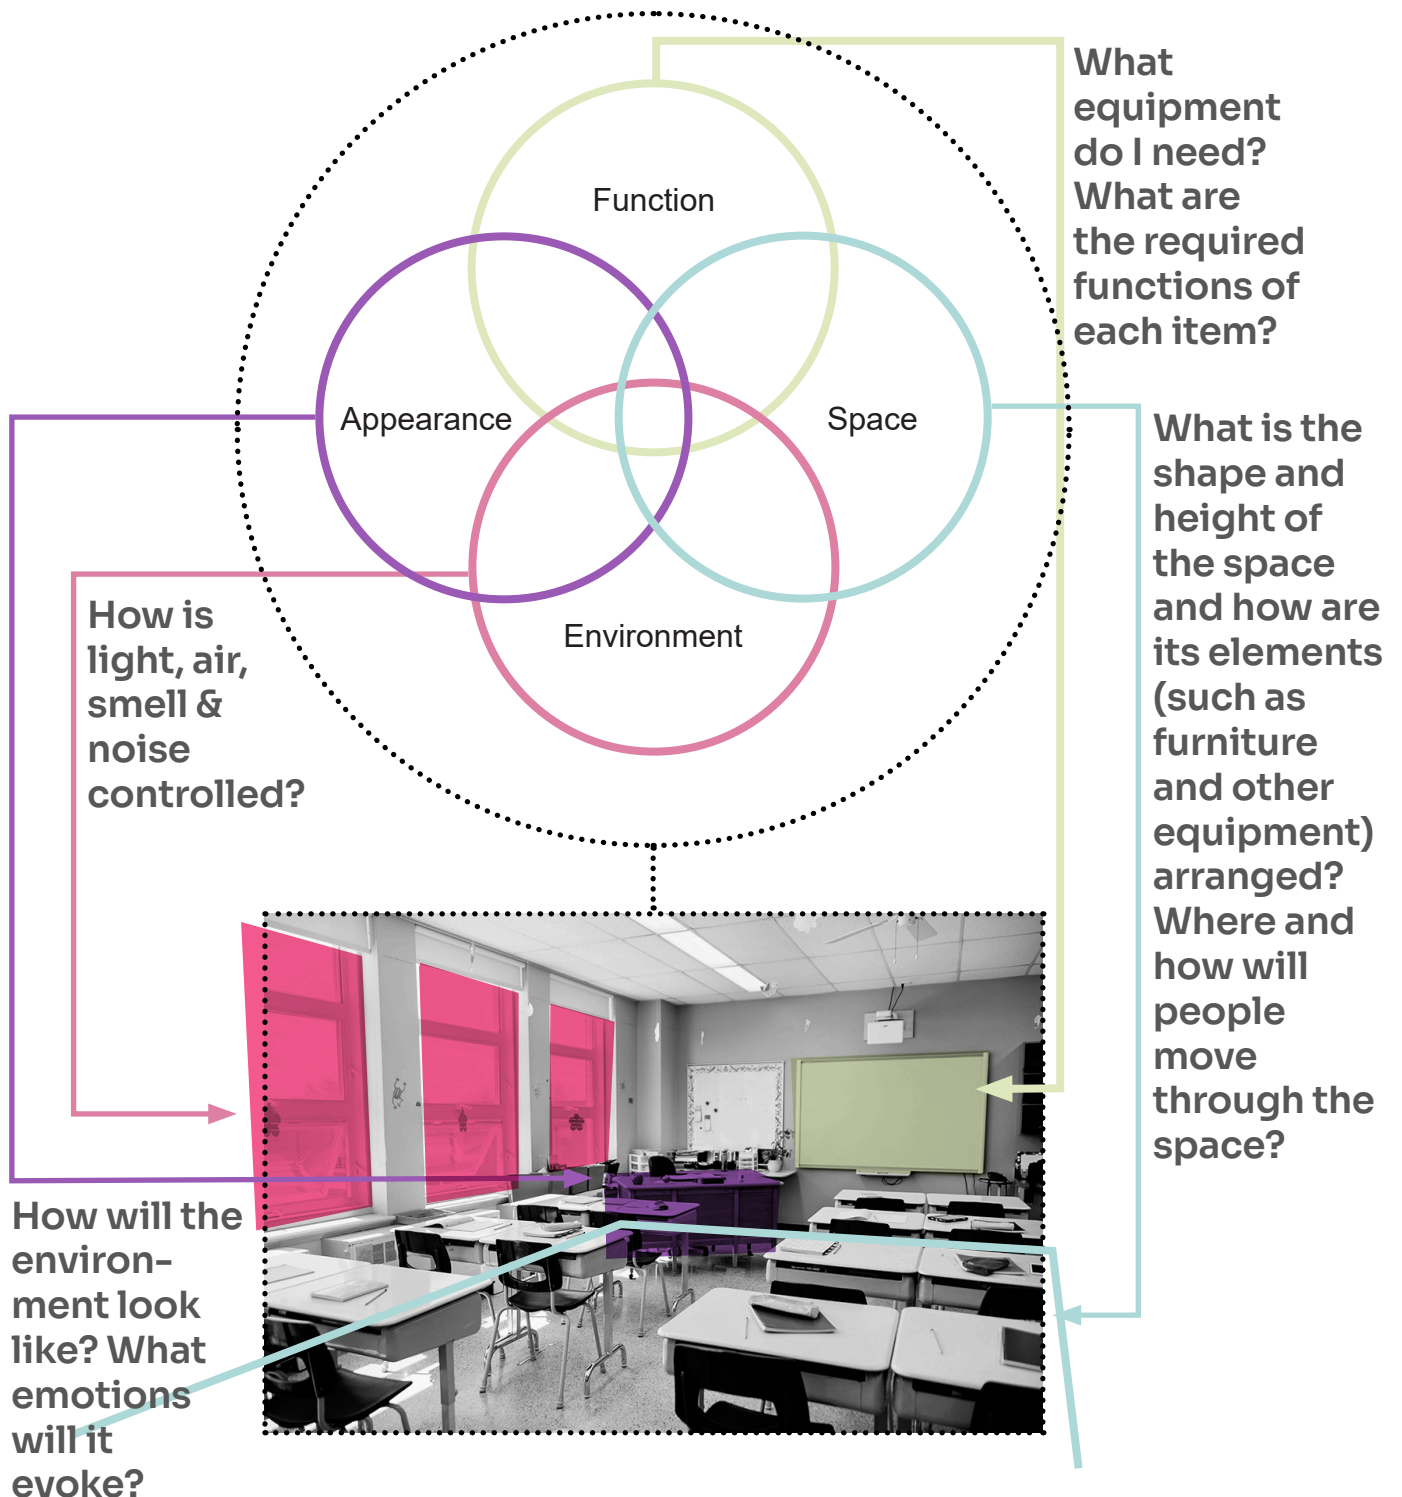 What
equipment
do I need?
What are
the required
functions of
each item?
Function
Appearance
Space
What is the
shape and
height of
the space
and how are
its elements
(such as
furniture
and other
equipment)
arranged?
Where and
how will
people
move
through the
space?
How is
light, air,
smell &
noise
controlled?
Environment
How will the
environ-
ment look
like? What
emotions
will it
evoke?